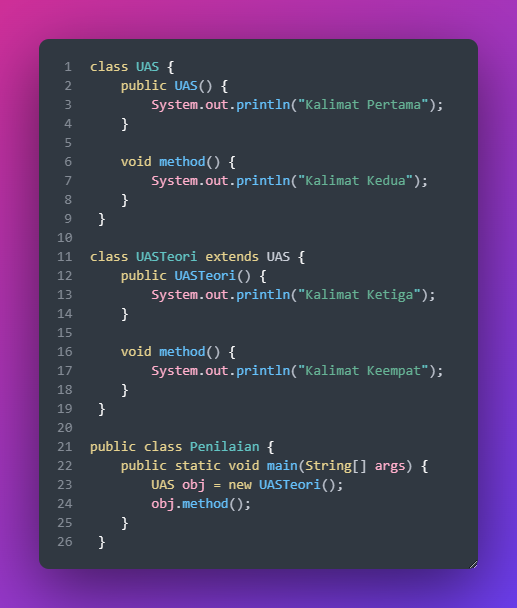 1 class UAS {
2     public UAS() {
3         System.out.println("Kalimat Pertama");
4     }
5
6     void method() {
7         System.out.println("Kalimat Kedua");
8     }
9  }
10
11 class UASTeori extends UAS {
12     public UASTeori() {
13         System.out.println("Kalimat Ketiga");
14     }
15
16     void method() {
17         System.out.println("Kalimat Keempat");
18     }
19  }
20
21 public class Penilaian {
22     public static void main(String[] args) {
23         UAS obj = new UASTeori();
24         obj.method();
25     }
26  }